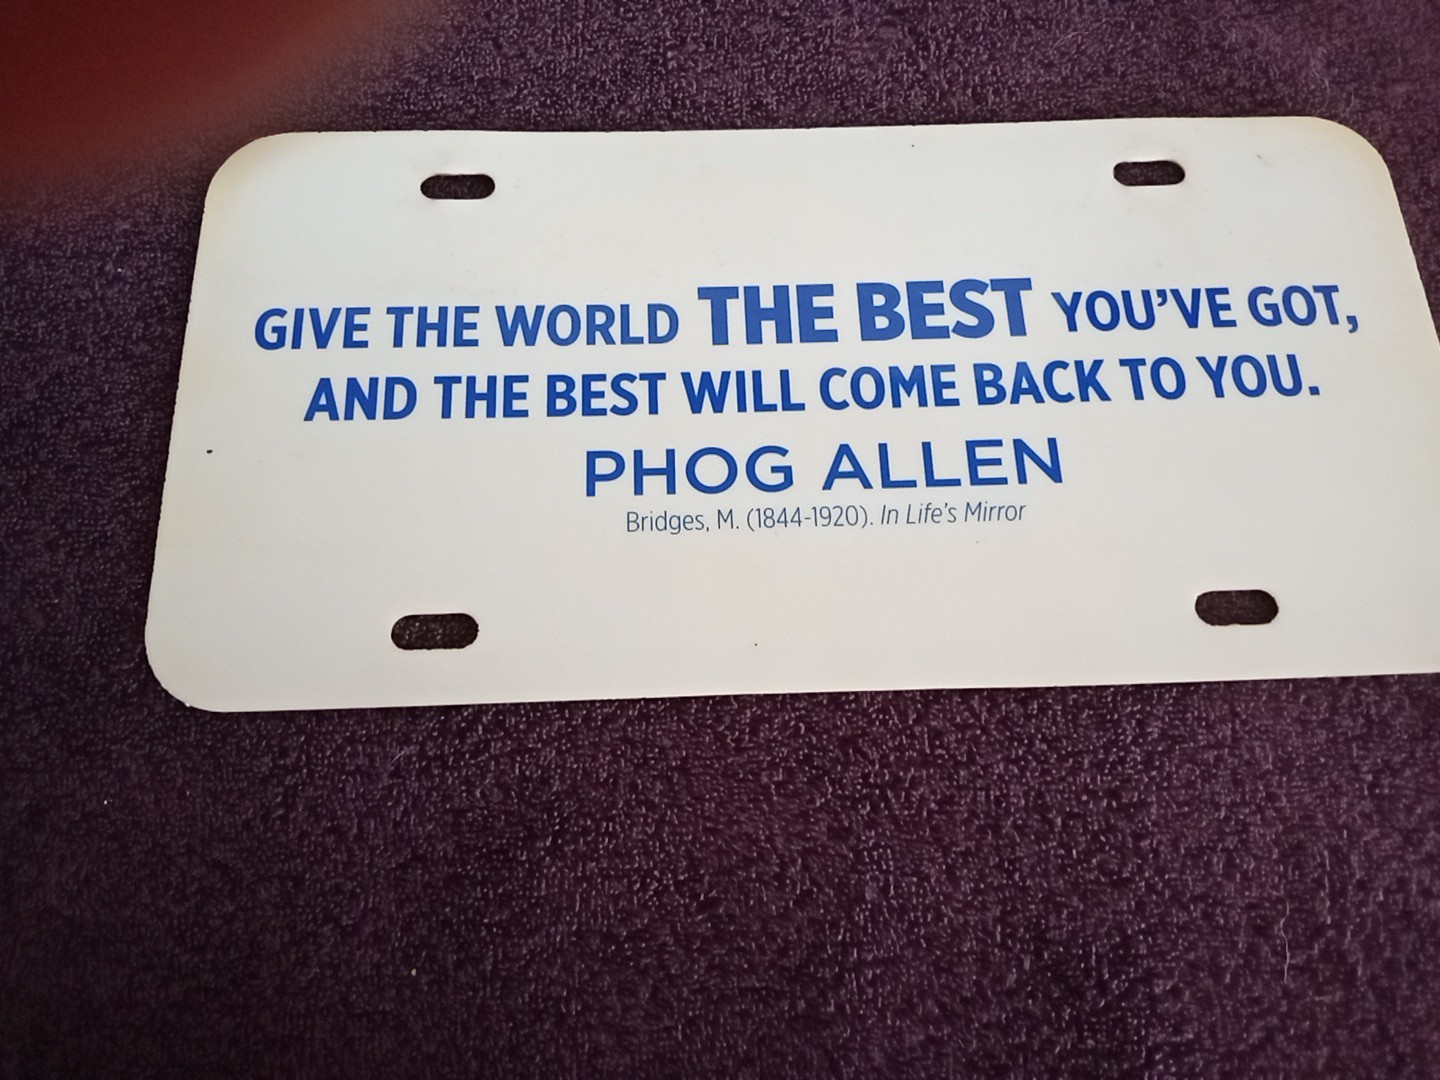 GIVE THE WORLD THE BEST YOU'VE GOT,
AND THE BEST WILL COME BACK TO YOU.
PHOG ALLEN
Bridges, M. (1844-1920). In Life's Mirror